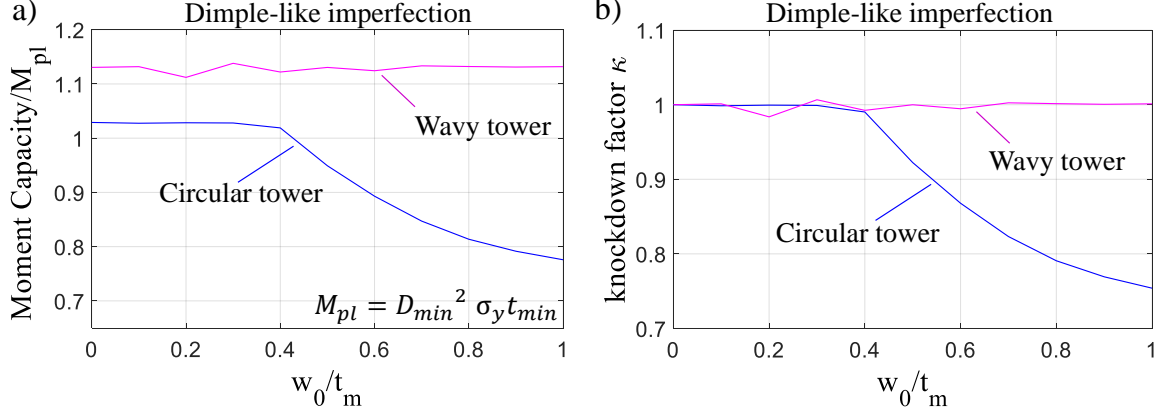 a)
Dimple-like imperfection
Moment Capacity/M_pl
1.2
1.1
1
0.9
0.8
0.7
Wavy tower
Circular tower
M_pl = D_min² σ_y t_min
0
0.2
0.4
0.6
0.8
1
w_0/t_m
b)
Dimple-like imperfection
knockdown factor κ
1.1
1
0.9
0.8
0.7
Wavy tower
Circular tower
0
0.2
0.4
0.6
0.8
1
w_0/t_m